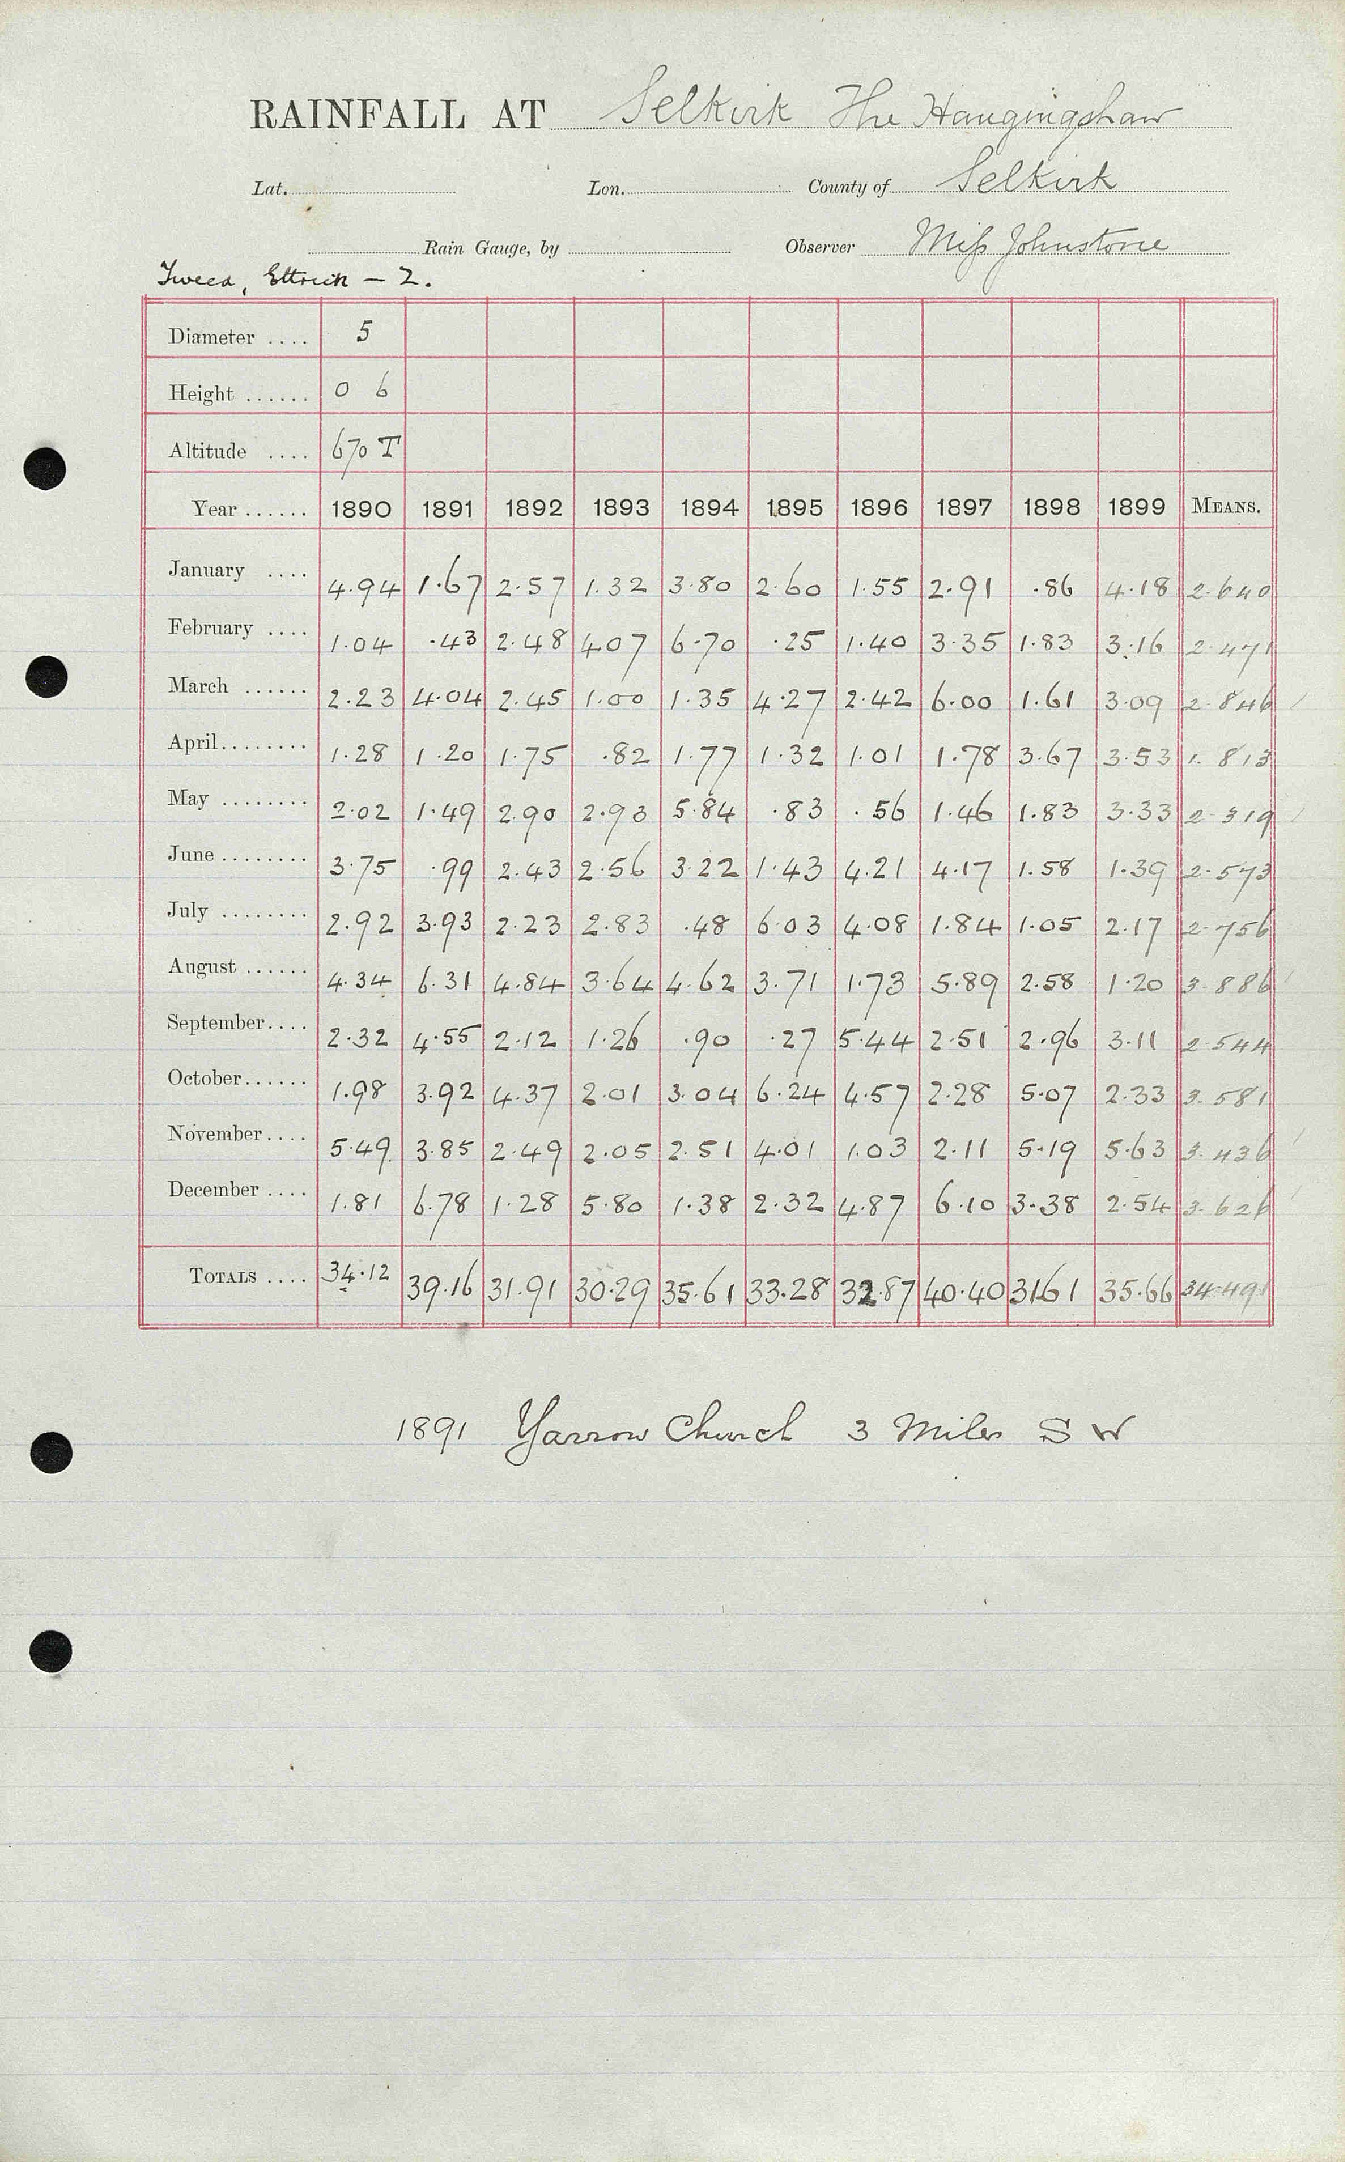 RAINFALL AT Selkirk The Hangingshaw
Lat. Lon. County of Selkirk
Rain Gauge, by Observer Miss Johnstone
Tweed, Ettrick - 2.
Diameter .... 5
Height ...... 0 6
Altitude .... 670 T
Year ...... 1890 1891 1892 1893 1894 1895 1896 1897 1898 1899 MEANS.
January .... 4.94 1.67 2.57 1.32 3.80 2.60 1.55 2.91 .86 4.18 2.640
February .... 1.04 .43 2.48 4.07 6.70 .25 1.40 3.35 1.83 3.16 2.471
March ...... 2.23 4.04 2.45 1.00 1.35 4.27 2.42 6.00 1.61 3.09 2.846
April ........ 1.28 1.20 1.75 .82 1.77 1.32 1.01 1.78 3.67 3.53 1.813
May ........ 2.02 1.49 2.90 2.93 5.84 .83 .56 1.46 1.83 3.33 2.319
June ........ 3.75 .99 2.43 2.56 3.22 1.43 4.21 4.17 1.58 1.39 2.573
July ........ 2.92 3.93 2.23 2.83 .48 6.03 4.08 1.84 1.05 2.17 2.756
August ...... 4.34 6.31 4.84 3.64 4.62 3.71 1.73 5.89 2.58 1.20 3.886
September .... 2.32 4.55 2.12 1.26 .90 .27 5.44 2.51 2.96 3.11 2.544
October ...... 1.98 3.92 4.37 2.01 3.04 6.24 4.57 2.28 5.07 2.33 3.581
November .... 5.49 3.85 2.49 2.05 2.51 4.01 1.03 2.11 5.19 5.63 3.436
December .... 1.81 6.78 1.28 5.80 1.38 2.32 4.87 6.10 3.38 2.54 3.626
TOTALS .... 34.12 39.16 31.91 30.29 35.61 33.28 32.87 40.40 31.61 35.66 34.491
1891 Yarrow Church 3 Miles S W